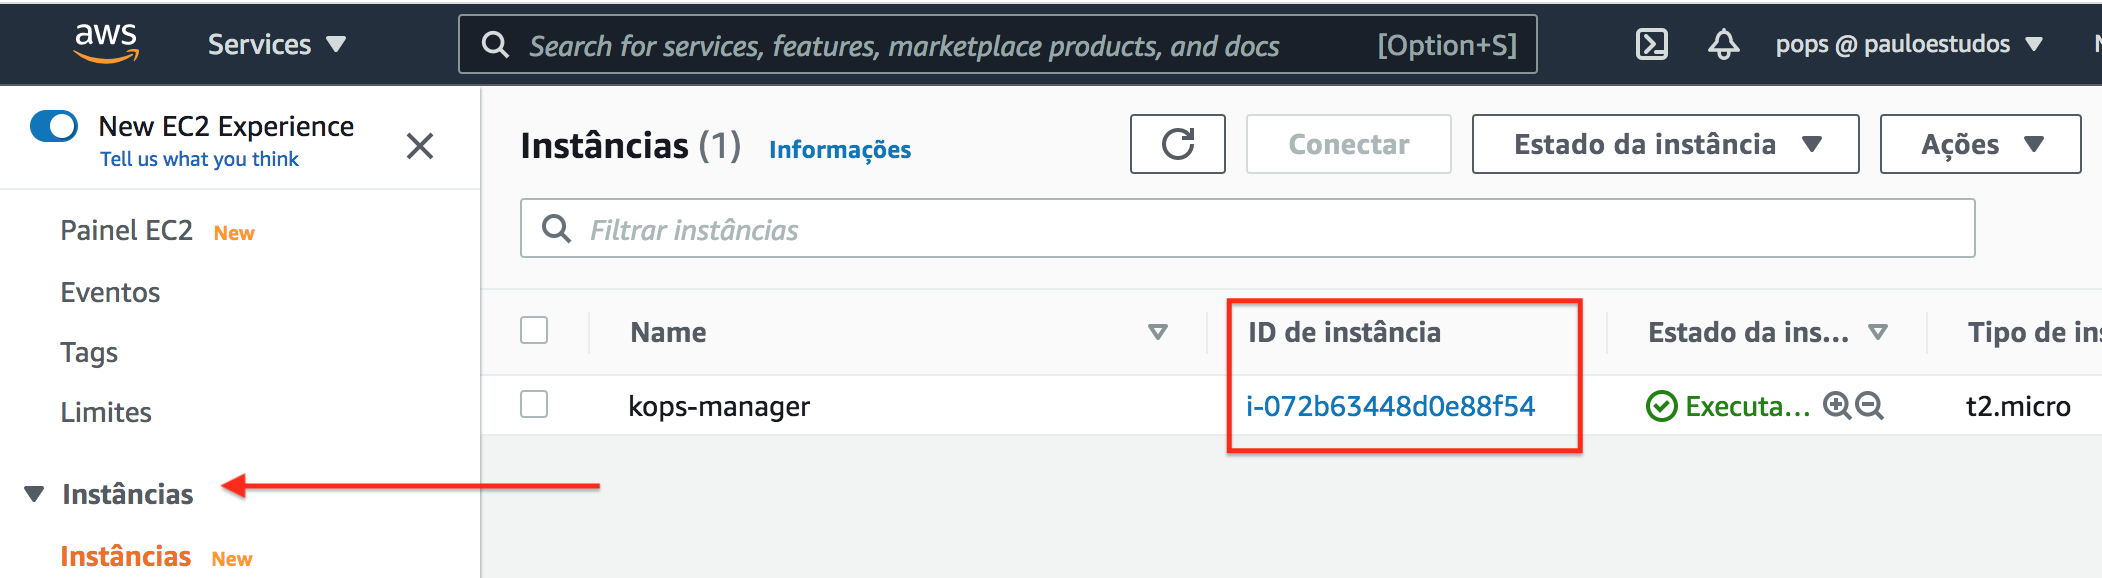 aws Services Search for services, features, marketplace products, and docs [Option+S] pops @ pauloestudos
New EC2 Experience
Tell us what you think
Painel EC2 New
Eventos
Tags
Limites
Instâncias
Instâncias New
Instâncias (1) Informações Conectar Estado da instância Ações
Filtrar instâncias
Name ID de instância Estado da ins... Tipo de ins
kops-manager i-072b63448d0e88f54 Executa... t2.micro